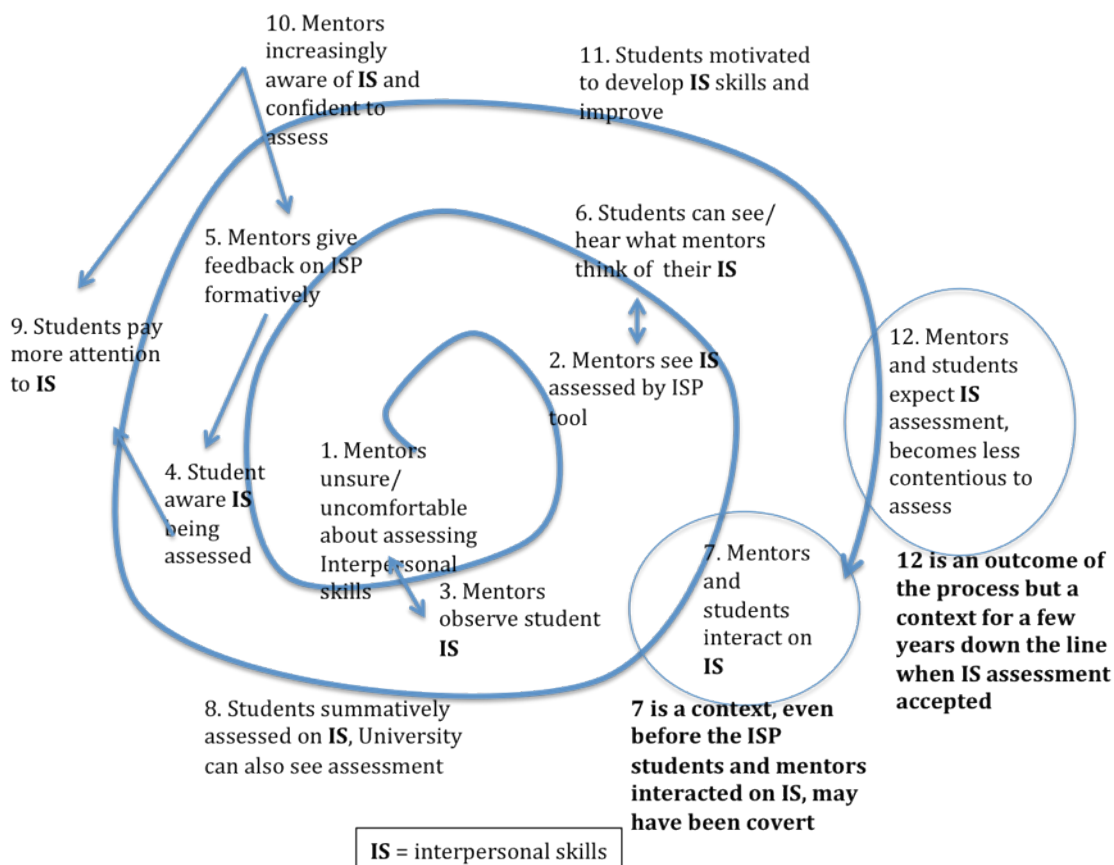 10. Mentors
increasingly
aware of IS and
confident to
assess
11. Students motivated
to develop IS skills and
improve
5. Mentors give
feedback on ISP
formatively
6. Students can see/
hear what mentors
think of their IS
9. Students pay
more attention
to IS
2. Mentors see IS
assessed by ISP
tool
12. Mentors
and students
expect IS
assessment,
becomes less
contentious to
assess
1. Mentors
unsure/
uncomfortable
about assessing
Interpersonal
skills
4. Student
aware IS
being
assessed
3. Mentors
observe student
IS
7. Mentors
and
students
interact on
IS
12 is an outcome of
the process but a
context for a few
years down the line
when IS assessment
accepted
8. Students summatively
assessed on IS, University
can also see assessment
7 is a context, even
before the ISP
students and mentors
interacted on IS, may
have been covert
IS = interpersonal skills